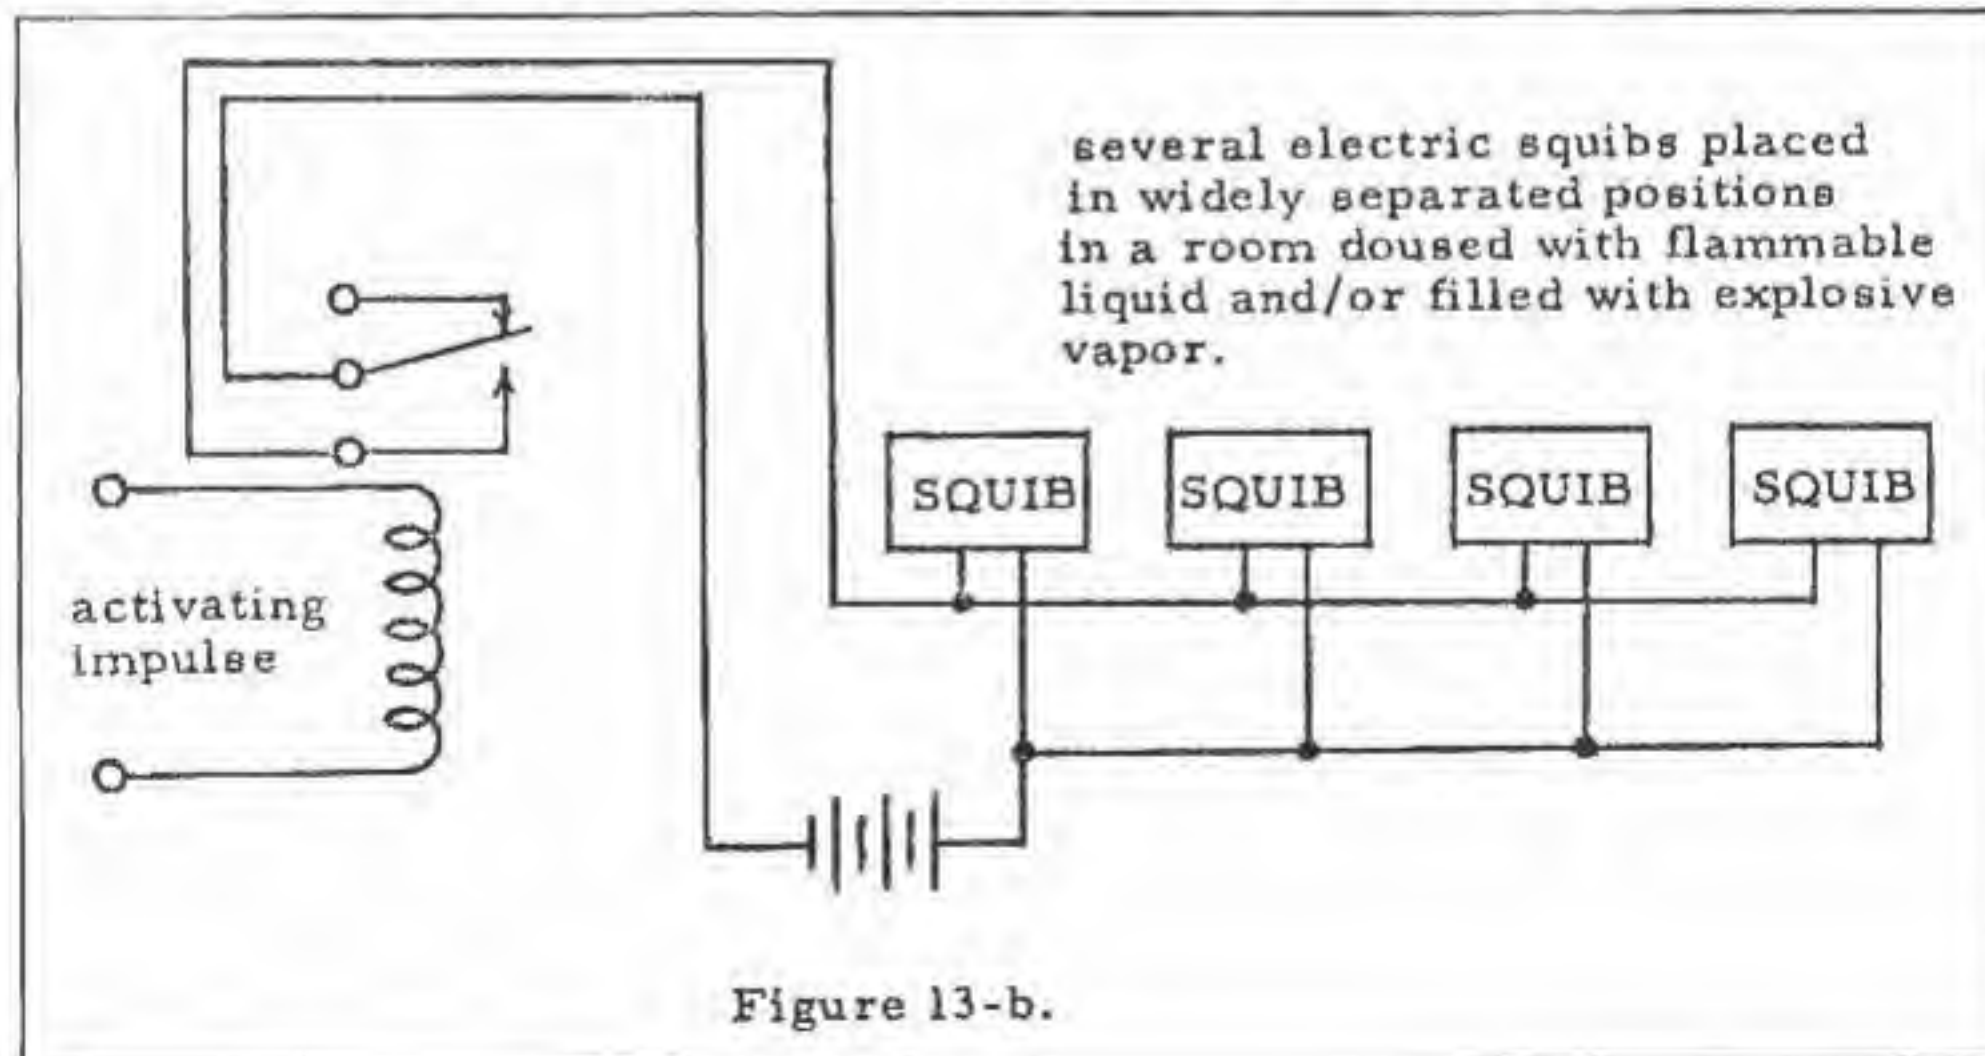 several electric squibs placed
in widely separated positions
in a room doused with flammable
liquid and/or filled with explosive
vapor.
SQUIB SQUIB SQUIB SQUIB
activating
impulse
Figure 13-b.